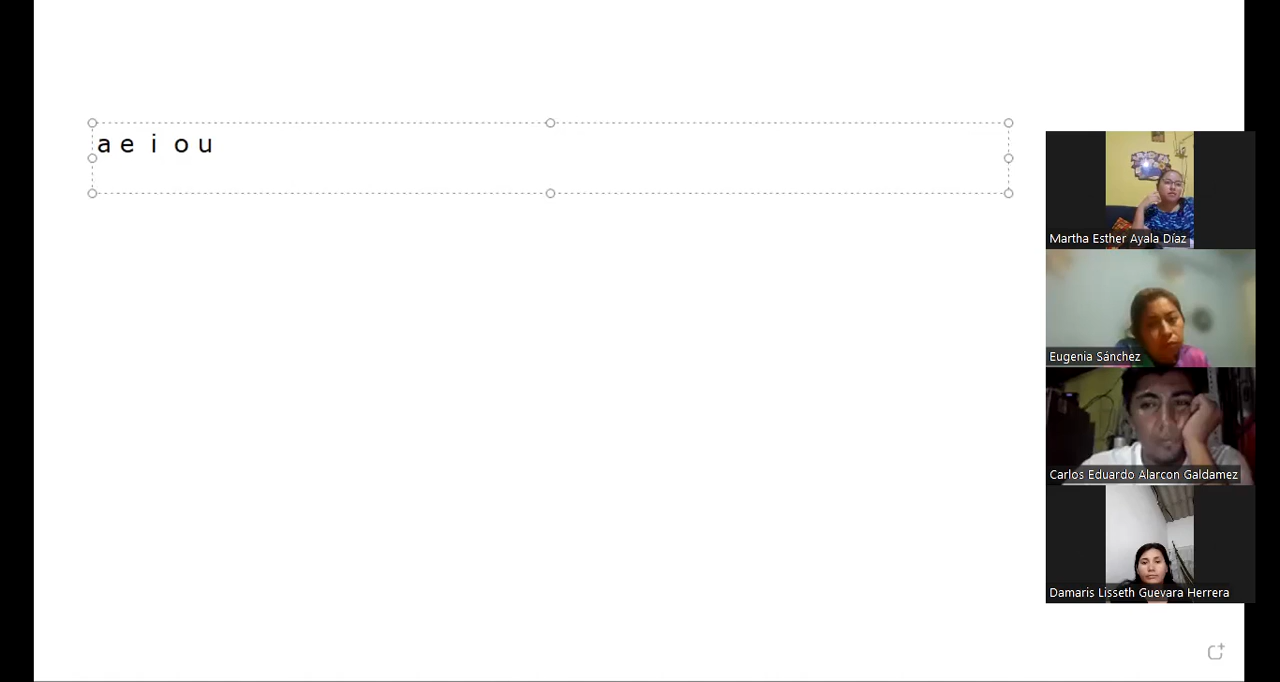 a e i o u
Martha Esther Ayala Díaz
Eugenia Sánchez
Carlos Eduardo Alarcon Galdamez
Damaris Lisseth Guevara Herrera